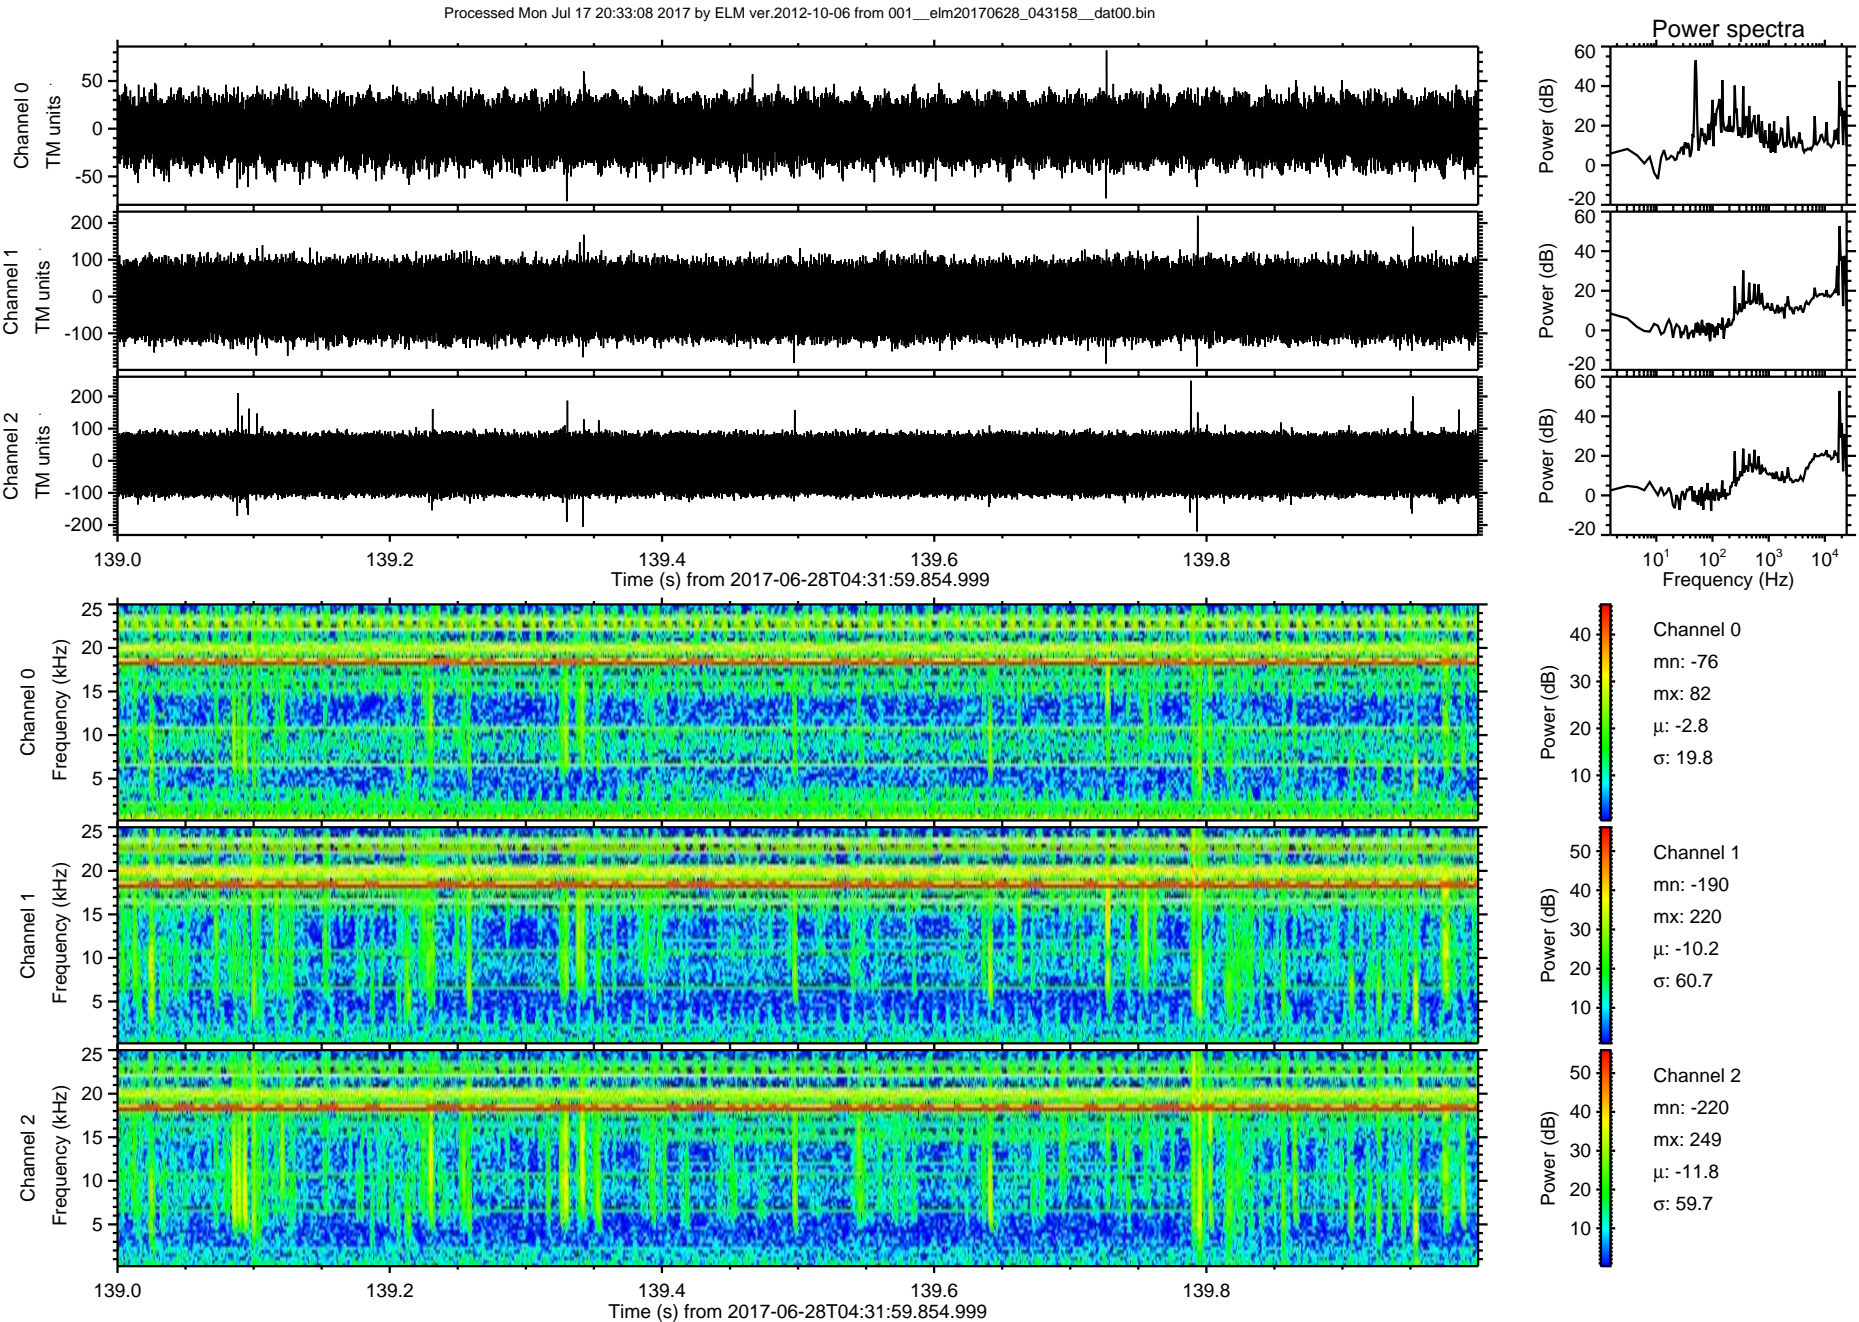 Processed Mon Jul 17 20:33:08 2017 by ELM ver.2012-10-06 from 001__elm20170628_043158__dat00.bin
Power spectra
Channel 0
TM units
50
0
-50
Power (dB)
60
40
20
0
-20
Channel 1
TM units
200
100
0
-100
Power (dB)
60
40
20
0
-20
Channel 2
TM units
200
100
0
-100
-200
Power (dB)
60
40
20
0
-20
139.0 139.2 139.4 139.6 139.8
Time (s) from 2017-06-28T04:31:59.854.999
10¹ 10² 10³ 10⁴
Frequency (Hz)
Channel 0
Frequency (kHz)
25
20
15
10
5
Power (dB)
40
30
20
10
Channel 0
mn: -76
mx: 82
μ: -2.8
σ: 19.8
Channel 1
Frequency (kHz)
25
20
15
10
5
Power (dB)
50
40
30
20
10
Channel 1
mn: -190
mx: 220
μ: -10.2
σ: 60.7
Channel 2
Frequency (kHz)
25
20
15
10
5
Power (dB)
50
40
30
20
10
Channel 2
mn: -220
mx: 249
μ: -11.8
σ: 59.7
139.0 139.2 139.4 139.6 139.8
Time (s) from 2017-06-28T04:31:59.854.999